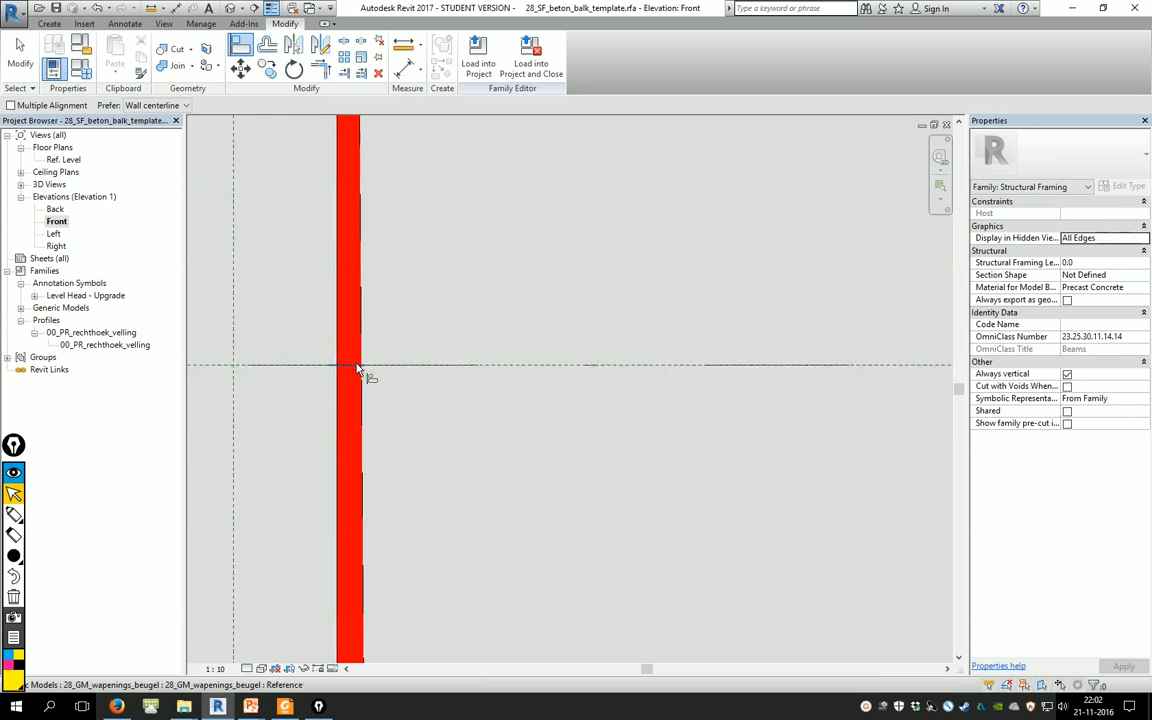 Autodesk Revit 2017 - STUDENT VERSION - 28_SF_beton_balk_template.rfa - Elevation: Front
Type a keyword or phrase
Sign In
Create Insert Annotate View Manage Add-Ins Modify
Modify
Paste
Cut
Join
Load into Project
Load into Project and Close
Select Properties Clipboard Geometry Modify Measure Create Family Editor
Multiple Alignment Prefer: Wall centerline
Project Browser - 28_SF_beton_balk_template...
Views (all)
Floor Plans
Ref. Level
Ceiling Plans
3D Views
Elevations (Elevation 1)
Back
Front
Left
Right
Sheets (all)
Families
Annotation Symbols
Level Head - Upgrade
Generic Models
Profiles
00_PR_rechthoek_velling
00_PR_rechthoek_velling
Groups
Revit Links
Properties
Family: Structural Framing
Edit Type
Constraints
Host
Graphics
Display in Hidden Vie... All Edges
Structural
Structural Framing Le... 0.0
Section Shape Not Defined
Material for Model B... Precast Concrete
Always export as geo...
Identity Data
Code Name
OmniClass Number 23.25.30.11.14.14
OmniClass Title Beams
Other
Always vertical
Cut with Voids When...
Symbolic Representa... From Family
Shared
Show family pre-cut i...
Properties help
Apply
1 : 10
c Models : 28_GM_wapenings_beugel : 28_GM_wapenings_beugel : Reference
:0
22:02
21-11-2016